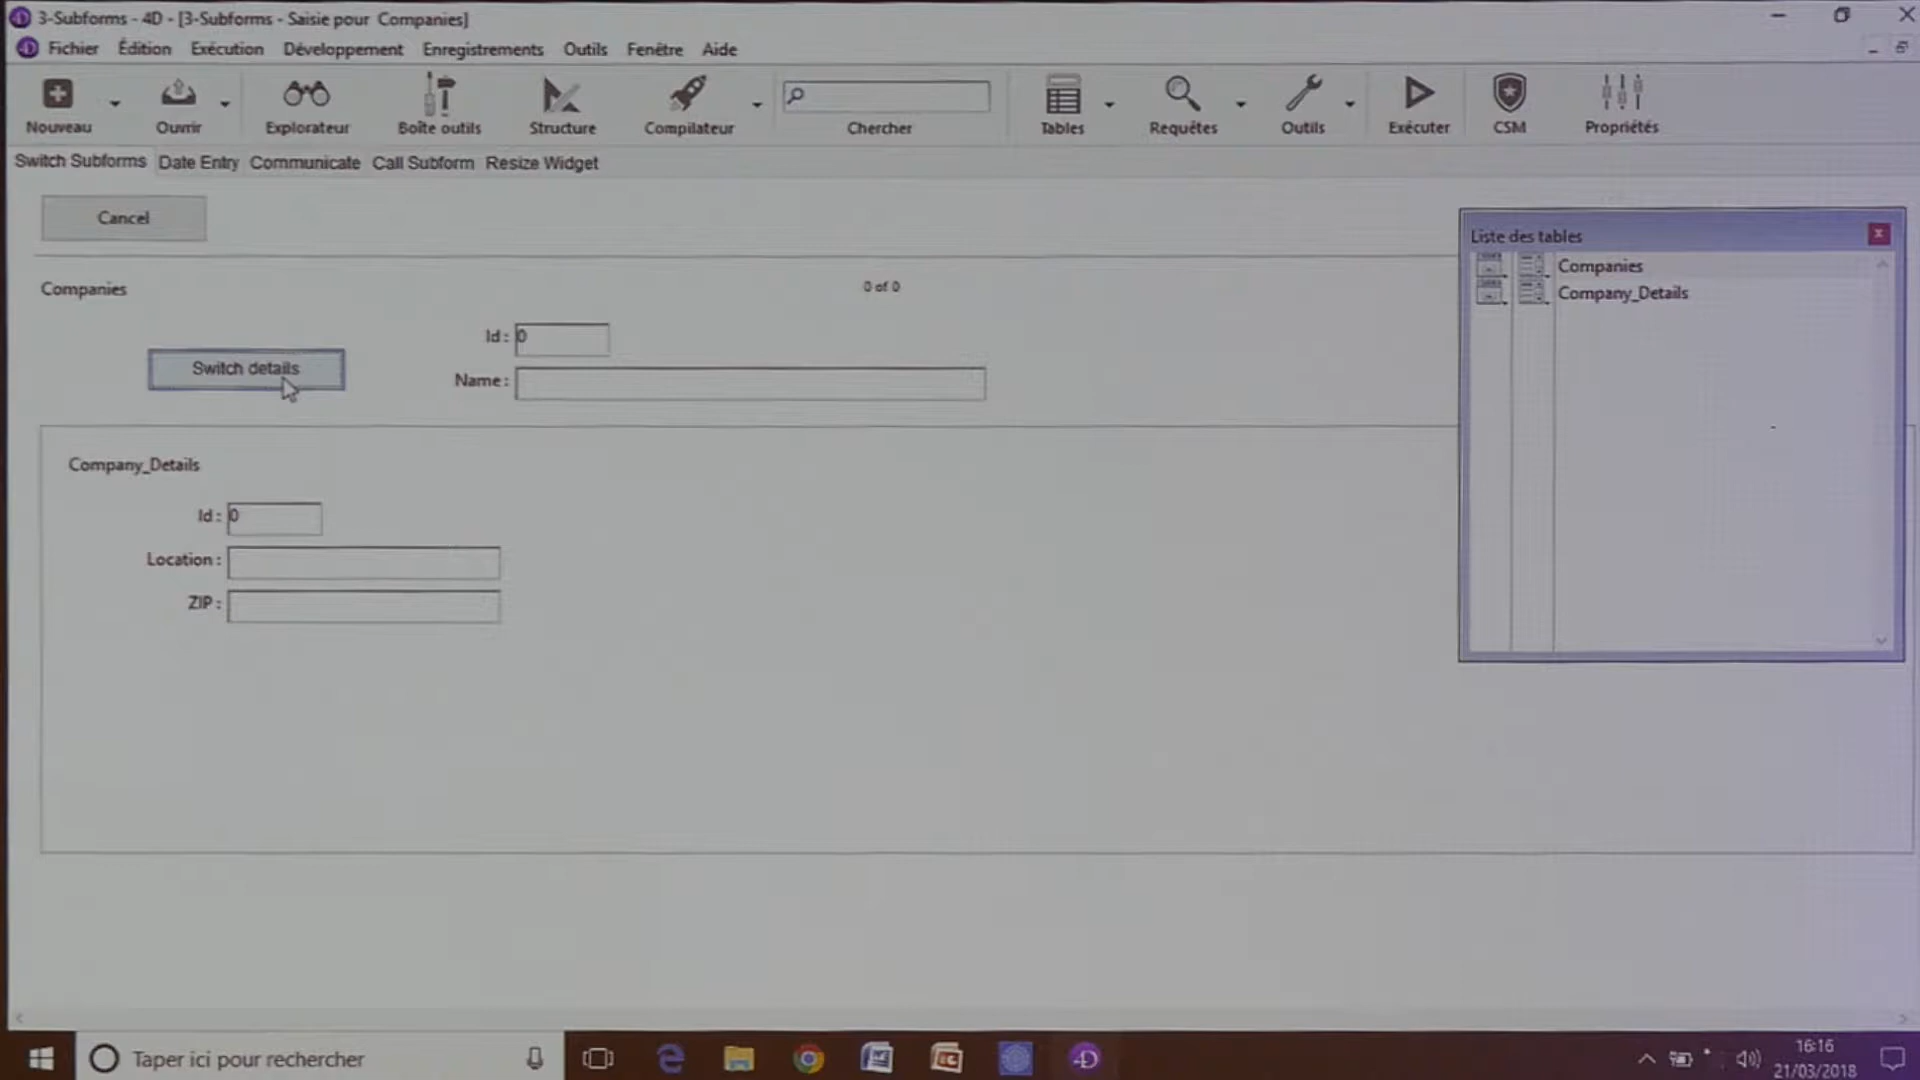 3-Subforms - 4D - [3-Subforms - Saisie pour Companies]
Fichier Édition Exécution Développement Enregistrements Outils Fenêtre Aide
Nouveau Ouvrir Explorateur Boîte outils Structure Compilateur Chercher Tables Requêtes Outils Exécuter CSM Propriétés
Switch Subforms Date Entry Communicate Call Subform Resize Widget
Cancel
Liste des tables
Companies
Company_Details
Companies
0 of 0
Id : 0
Switch details
Name :
Company_Details
Id : 0
Location :
ZIP :
Taper ici pour rechercher
16:16
21/03/2018